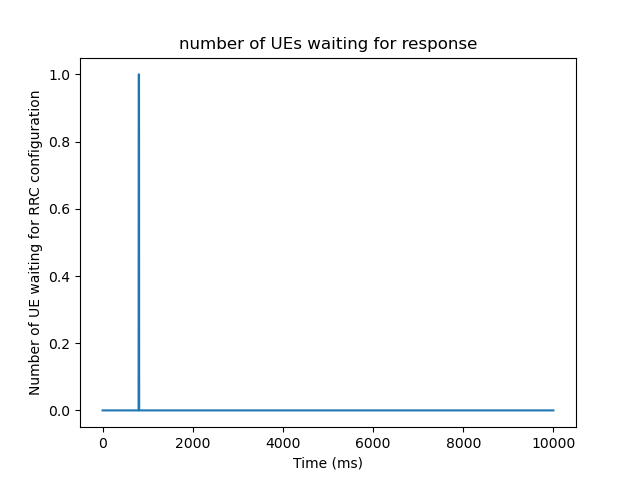 number of UEs waiting for response
Number of UE waiting for RRC configuration
1.0
0.8
0.6
0.4
0.2
0.0
0 2000 4000 6000 8000 10000
Time (ms)